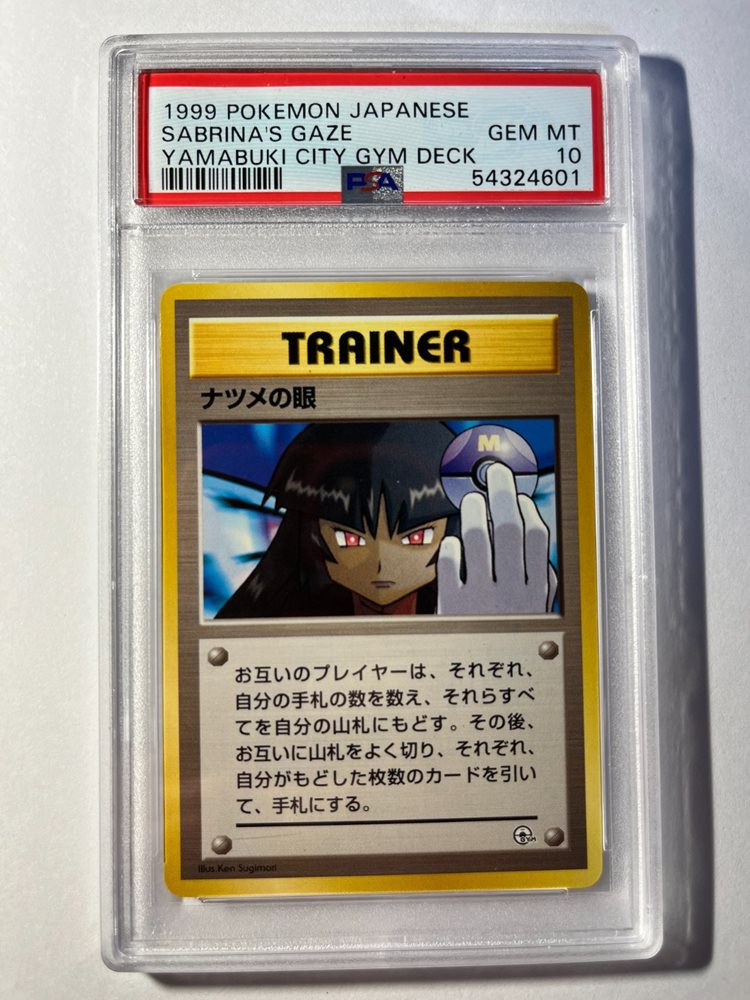 1999 POKEMON JAPANESE
SABRINA'S GAZE GEM MT
YAMABUKI CITY GYM DECK 10
PSA 54324601
TRAINER
ナツメの眼
M
お互いのプレイヤーは、それぞれ、
自分の手札の数を数え、それらすべ
てを自分の山札にもどす。その後、
お互いに山札をよく切り、それぞれ、
自分がもどした枚数のカードを引い
て、手札にする。
GYM
Illus. Ken Sugimori